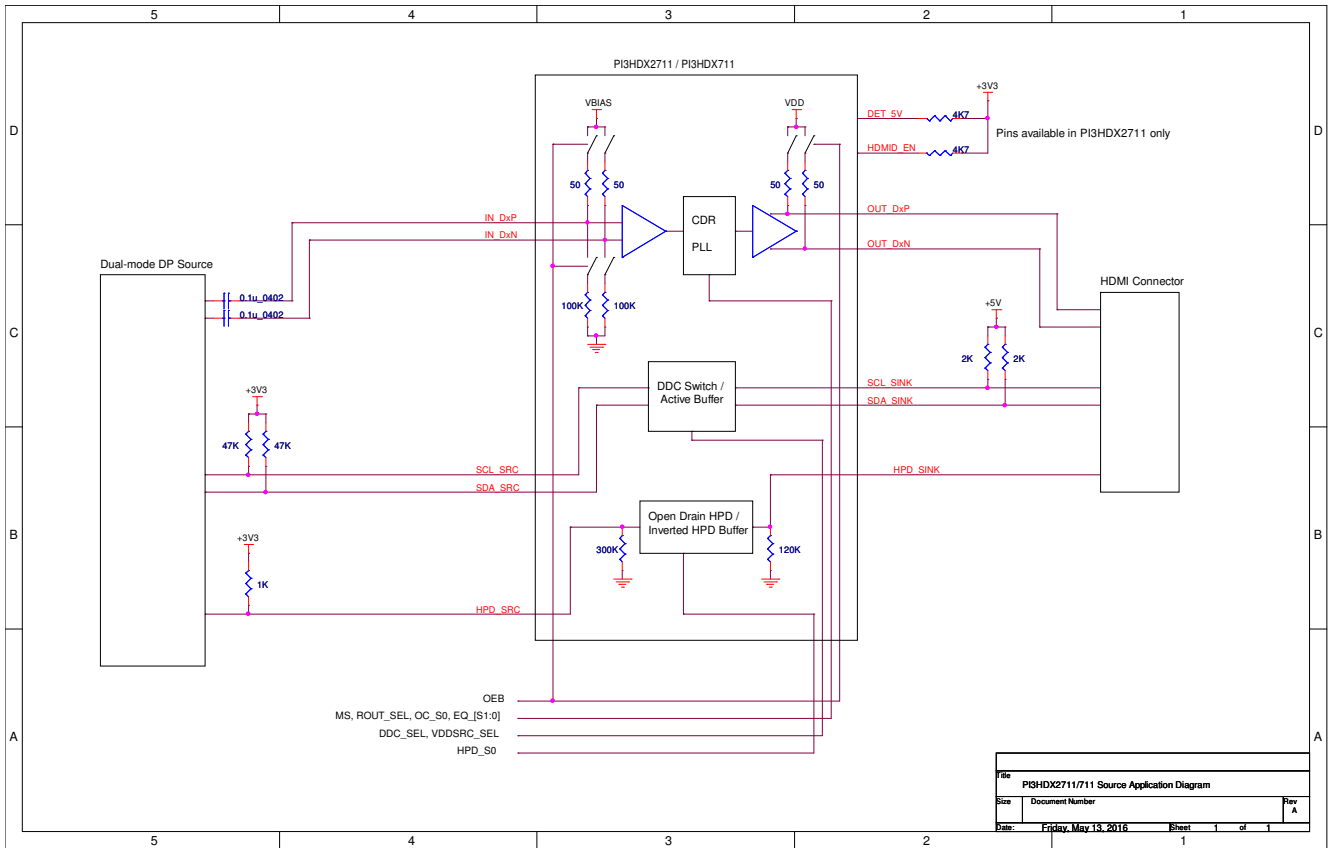 5 4 3 2 1
PI3HDX2711 / PI3HDX711
+3V3
VBIAS VDD
DET_5V 4K7
D D
Pins available in PI3HDX2711 only
HDMID_EN 4K7
50 50 50 50
OUT_DxP
IN_DxP CDR
IN_DxN
PLL OUT_DxN
Dual-mode DP Source
HDMI Connector
0.1u_0402
100K 100K +5V
0.1u_0402
C C
2K 2K
DDC Switch /
Active Buffer
SCL_SINK
+3V3
SDA_SINK
47K 47K
SCL_SRC HPD_SINK
SDA_SRC
Open Drain HPD /
Inverted HPD Buffer
B B
+3V3
300K 120K
1K
HPD_SRC
OEB
MS, ROUT_SEL, OC_S0, EQ_[S1:0]
DDC_SEL, VDDSRC_SEL
A A
HPD_S0
Title
PI3HDX2711/711 Source Application Diagram
Size Document Number Rev
A
Date: Friday, May 13, 2016 Sheet 1 of 1
5 4 3 2 1